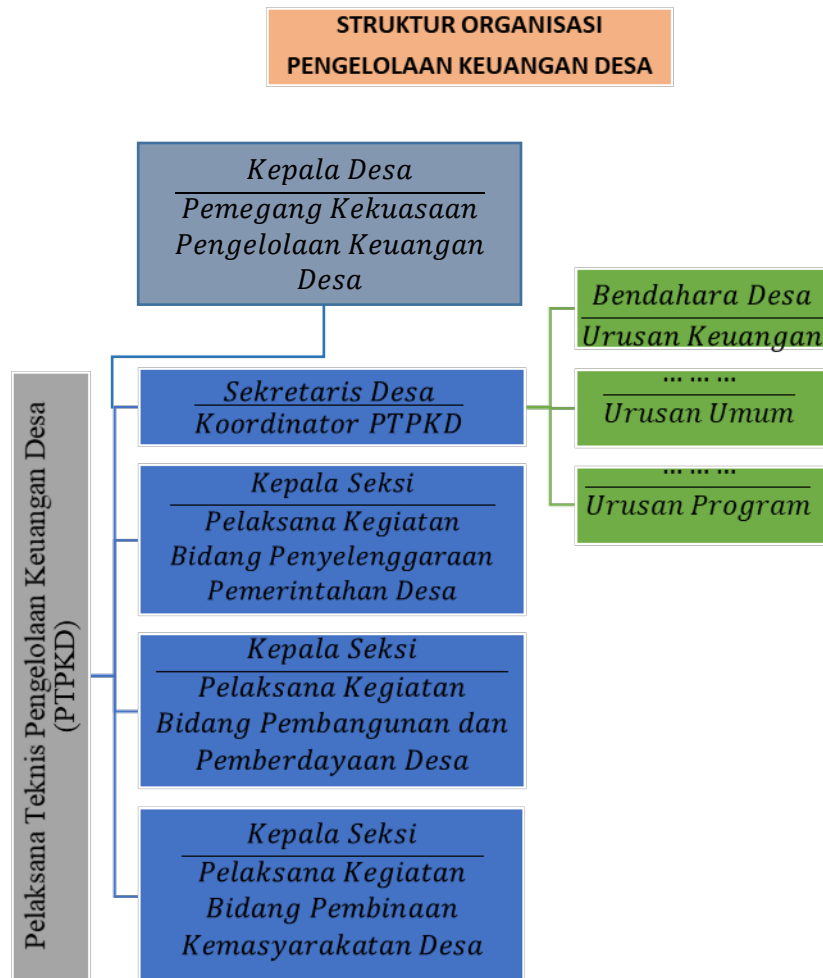 STRUKTUR ORGANISASI
PENGELOLAAN KEUANGAN DESA
Kepala Desa
Pemegang Kekuasaan
Pengelolaan Keuangan
Desa
Bendahara Desa
Urusan Keuangan
... ... ...
Urusan Umum
... ... ...
Urusan Program
Pelaksana Teknis Pengelolaan Keuangan Desa
(PTPKD)
Sekretaris Desa
Koordinator PTPKD
Kepala Seksi
Pelaksana Kegiatan
Bidang Penyelenggaraan
Pemerintahan Desa
Kepala Seksi
Pelaksana Kegiatan
Bidang Pembangunan dan
Pemberdayaan Desa
Kepala Seksi
Pelaksana Kegiatan
Bidang Pembinaan
Kemasyarakatan Desa